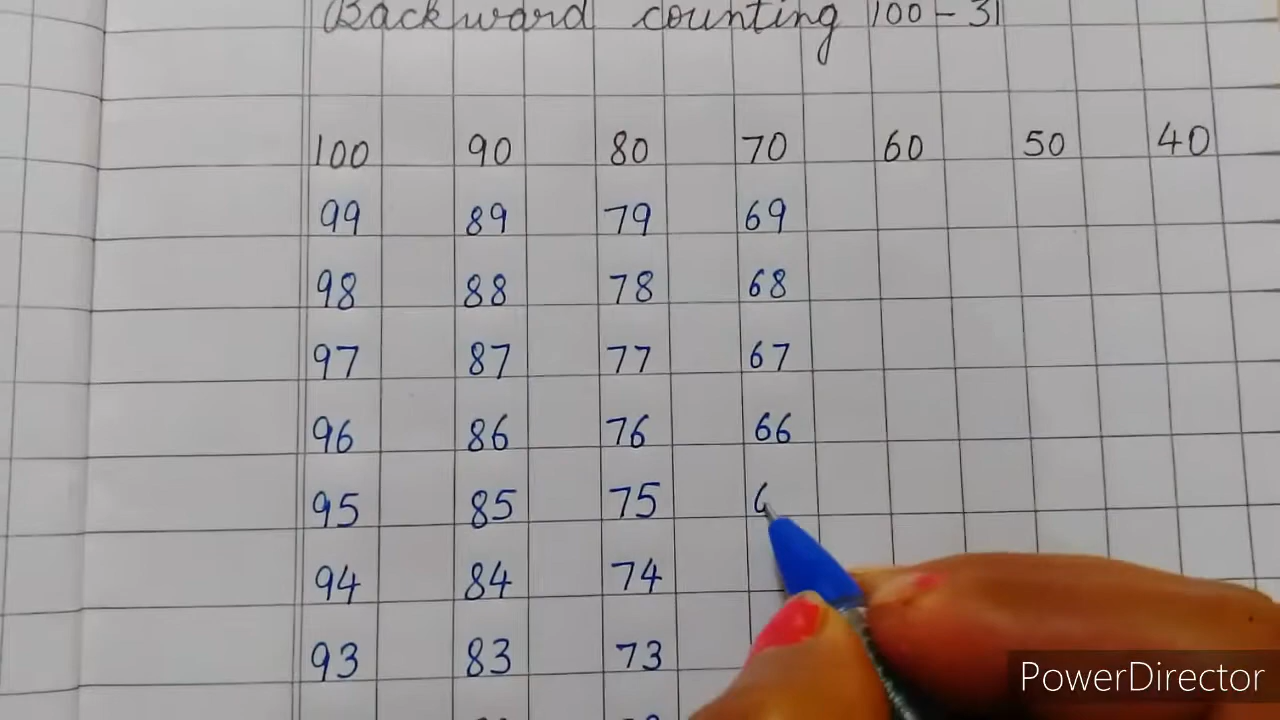 Backward counting 100 - 31
100 90 80 70 60 50 40
99 89 79 69
98 88 78 68
97 87 77 67
96 86 76 66
95 85 75
94 84 74
93 83 73
PowerDirector